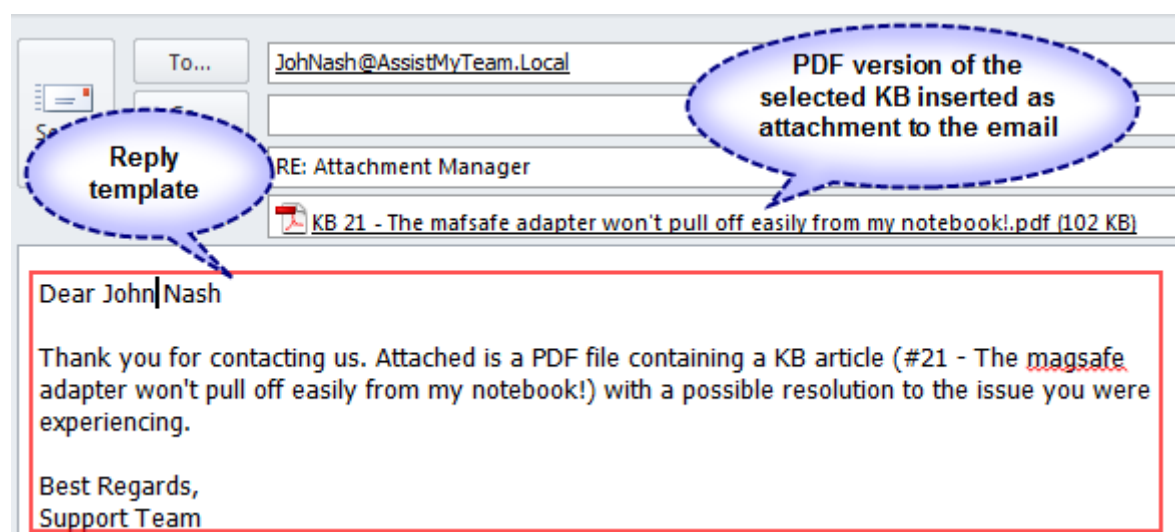 To...
JohNash@AssistMyTeam.Local
RE: Attachment Manager
KB 21 - The mafsafe adapter won't pull off easily from my notebook!.pdf (102 KB)
PDF version of the
selected KB inserted as
attachment to the email
Reply
template
Dear John Nash
Thank you for contacting us. Attached is a PDF file containing a KB article (#21 - The magsafe
adapter won't pull off easily from my notebook!) with a possible resolution to the issue you were
experiencing.
Best Regards,
Support Team